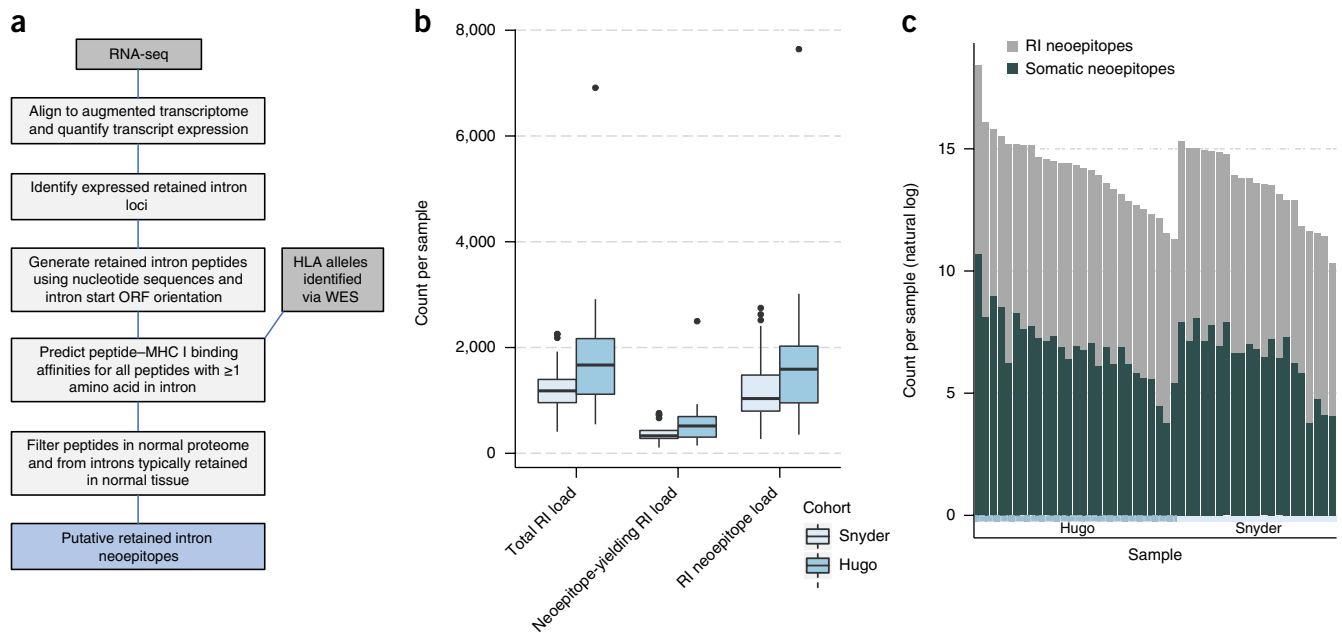 a
RNA-seq
Align to augmented transcriptome
and quantify transcript expression
Identify expressed retained intron
loci
Generate retained intron peptides
using nucleotide sequences and
intron start ORF orientation
HLA alleles
identified
via WES
Predict peptide–MHC I binding
affinities for all peptides with ≥1
amino acid in intron
Filter peptides in normal proteome
and from introns typically retained
in normal tissue
Putative retained intron
neoepitopes
b
Count per sample
8,000
6,000
4,000
2,000
0
Total RI load
Neoepitope-yielding RI load
RI neoepitope load
Cohort
Snyder
Hugo
c
RI neoepitopes
Somatic neoepitopes
Count per sample (natural log)
15
10
5
0
Hugo
Snyder
Sample